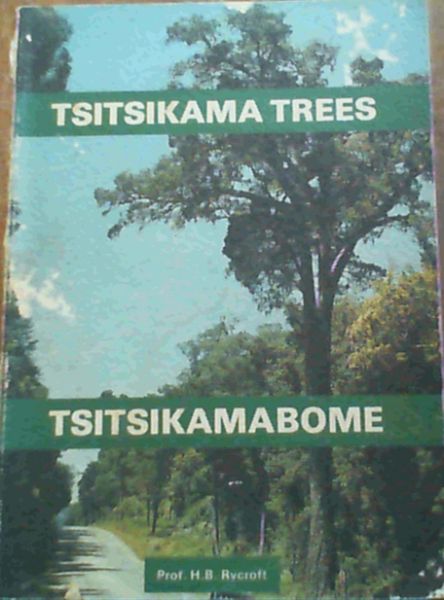 TSITSIKAMA TREES
TSITSIKAMABOME
Prof. H.B. Rycroft